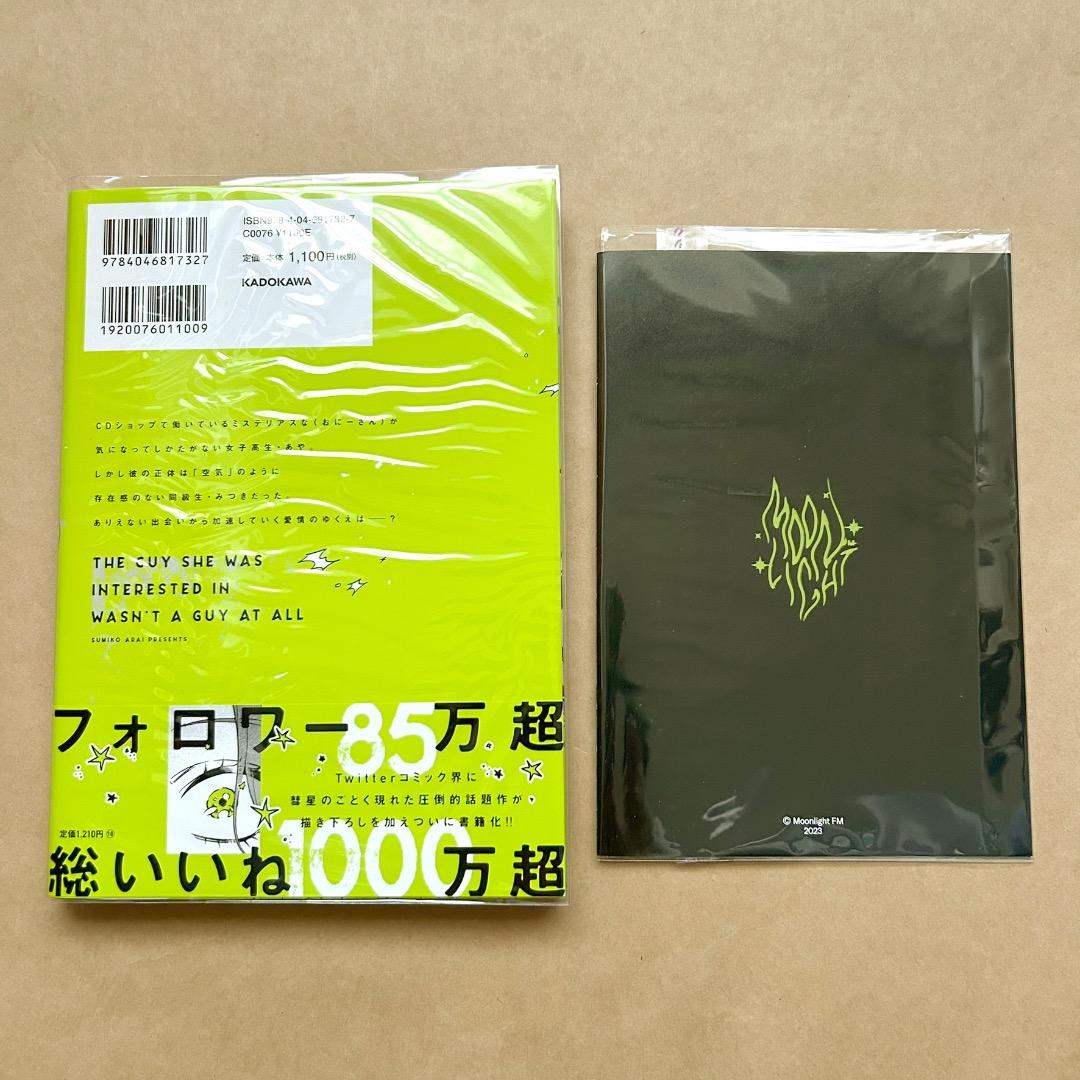 ISBN978-4-04-681732-7
C0076 ¥1100E
定価 本体 1,100円(税別)
KADOKAWA
9784046817327
1920076011009
CDショップで働いているミステリアスな〈おにーさん〉が
気になってしかたがない女子高生・あや。
しかし彼の正体は「空気」のように
存在感のない同級生・みつきだった。
ありえない出会いから加速していく愛情のゆくえは――?
THE GUY SHE WAS
INTERESTED IN
WASN'T A GUY AT ALL
SUMIKO ARAI PRESENTS
フォロワー85万超
Twitterコミック界に
彗星のごとく現れた圧倒的話題作が
描き下ろしを加えついに書籍化!!
定価1,210円⑩
総いいね1000万超
MOON
LIGHT
© Moonlight FM
2023